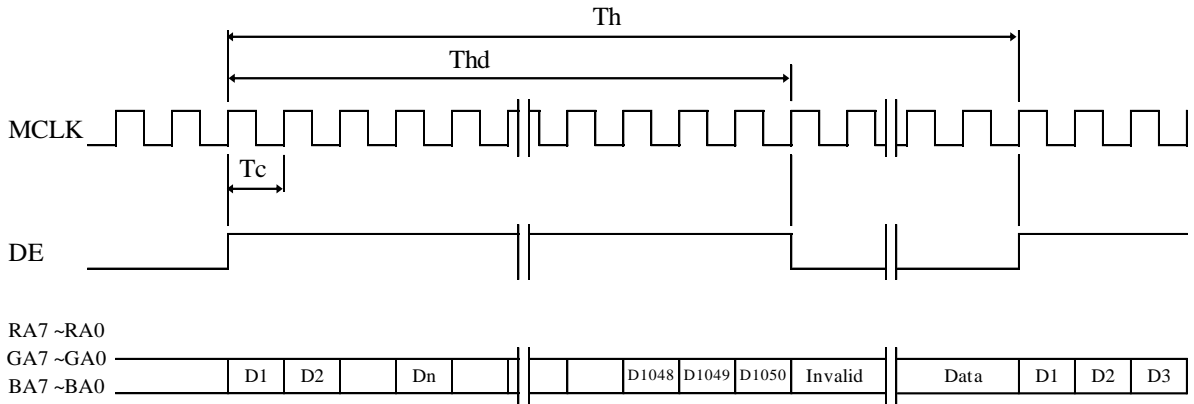 Th
Thd
MCLK
Tc
DE
RA7 ~RA0
GA7 ~GA0
BA7 ~BA0
D1 D2 Dn D1048 D1049 D1050 Invalid Data D1 D2 D3